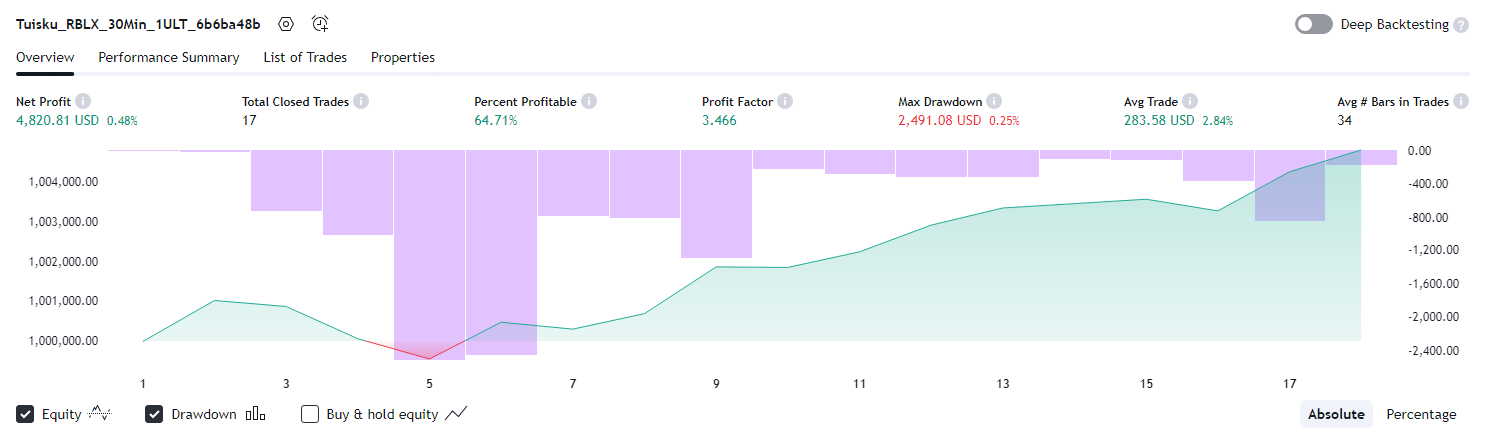 Tuisku_RBLX_30Min_1ULT_6b6ba48b Deep Backtesting ?
Overview Performance Summary List of Trades Properties
Net Profit Total Closed Trades Percent Profitable Profit Factor Max Drawdown Avg Trade Avg # Bars in Trades
4,820.81 USD 0.48% 17 64.71% 3.466 2,491.08 USD 0.25% 283.58 USD 2.84% 34
0.00
1,004,000.00 -400.00
1,003,000.00 -800.00
1,002,000.00 -1,200.00
-1,600.00
1,001,000.00 -2,000.00
1,000,000.00 -2,400.00
1 3 5 7 9 11 13 15 17
Equity Drawdown Buy & hold equity Absolute Percentage